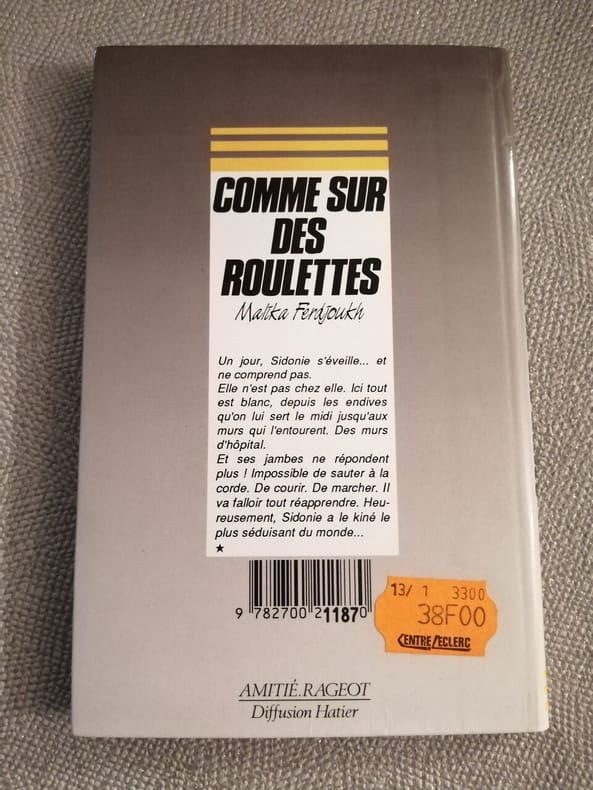 COMME SUR
DES
ROULETTES
Malika Ferdjoukh
Un jour, Sidonie s'éveille... et
ne comprend pas.
Elle n'est pas chez elle. Ici tout
est blanc, depuis les endives
qu'on lui sert le midi jusqu'aux
murs qui l'entourent. Des murs
d'hôpital.
Et ses jambes ne répondent
plus ! Impossible de sauter à la
corde. De courir. De marcher. Il
va falloir tout réapprendre. Heu-
reusement, Sidonie a le kiné le
plus séduisant du monde...
★
9 782700 211870
13/ 1 3300
38F00
CENTRE LECLERC
AMITIÉ.RAGEOT
Diffusion Hatier